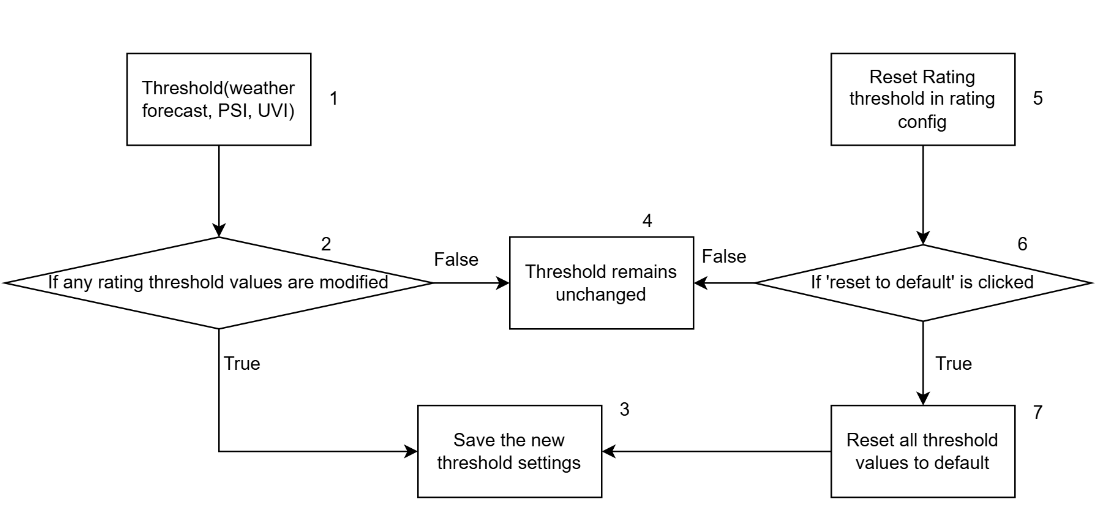 Threshold(weather
forecast, PSI, UVI)
1
Reset Rating
threshold in rating
config
5
2
If any rating threshold values are modified
False
4
Threshold remains
unchanged
False
6
If 'reset to default' is clicked
True
True
3
Save the new
threshold settings
7
Reset all threshold
values to default